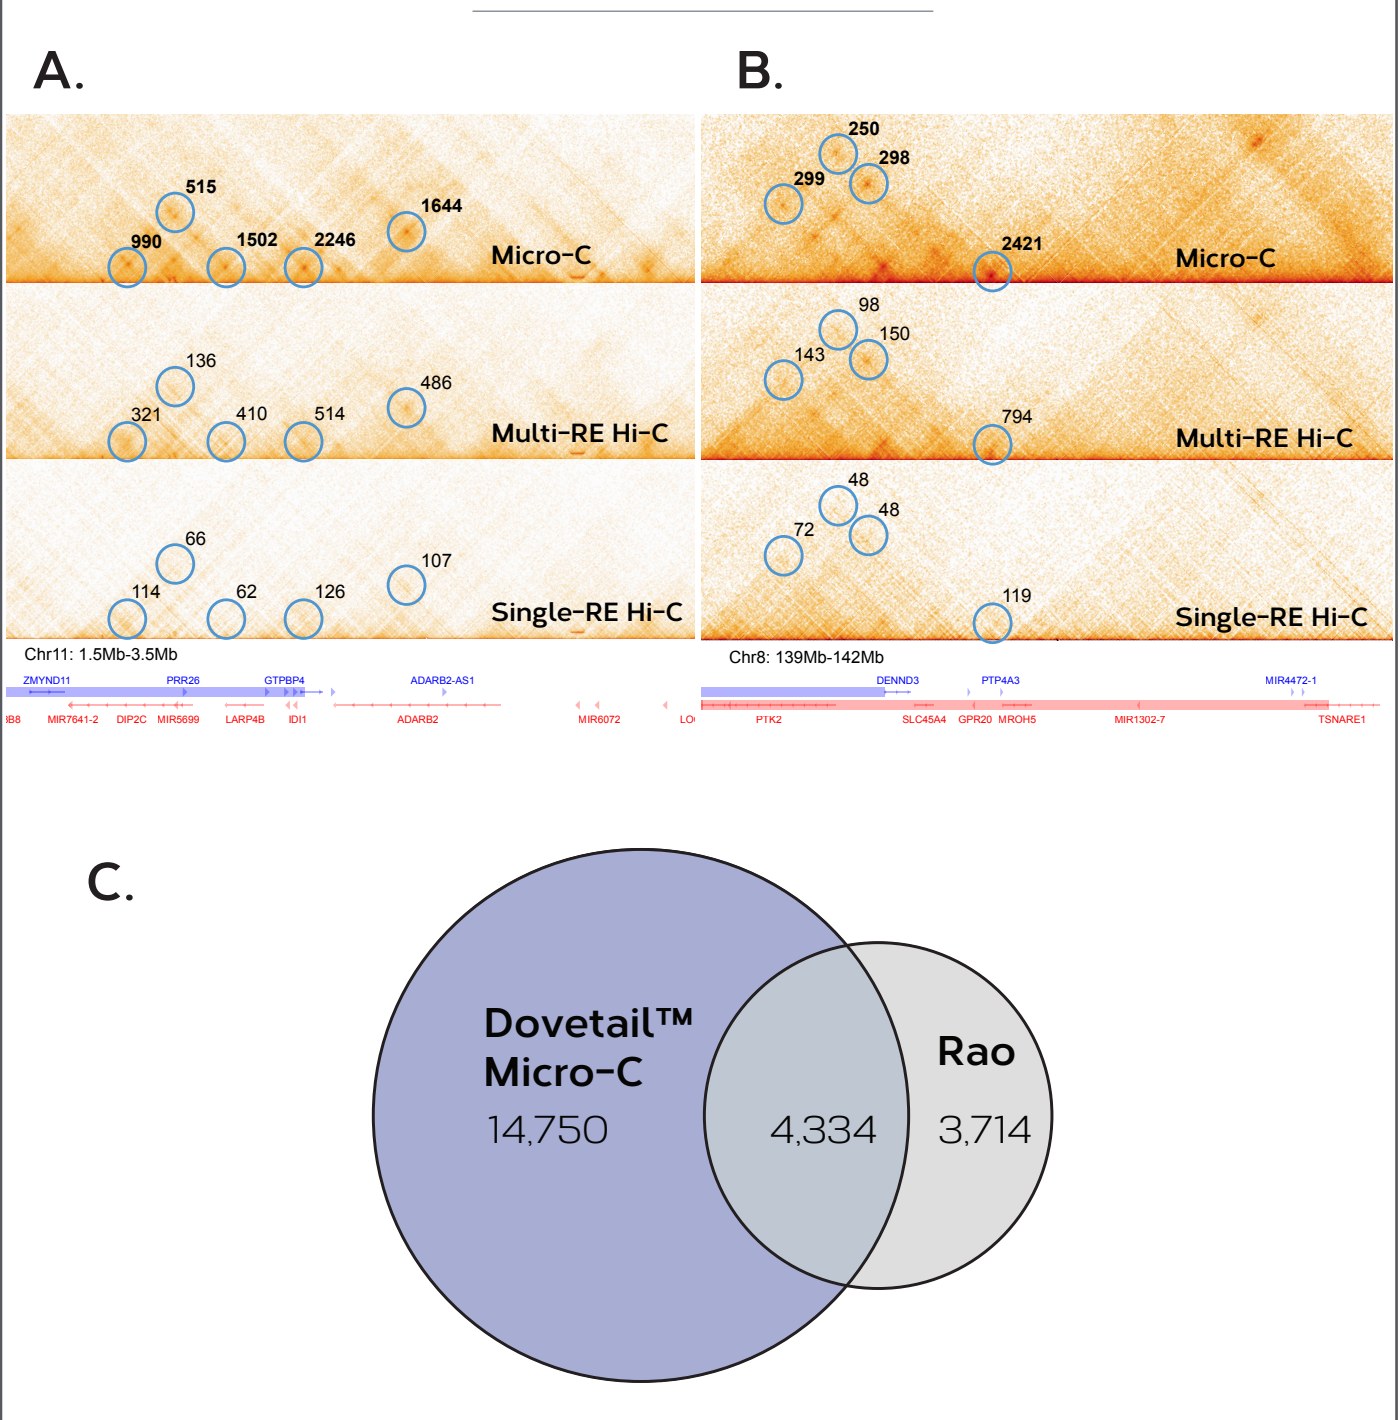 A.
515
1644
990
1502
2246
Micro-C
136
486
321
410
514
Multi-RE Hi-C
66
107
114
62
126
Single-RE Hi-C
Chr11: 1.5Mb-3.5Mb
ZMYND11
PRR26
GTPBP4
ADARB2-AS1
3B8
MIR7641-2
DIP2C
MIR5699
LARP4B
IDI1
ADARB2
MIR6072
LO
B.
250
298
299
2421
Micro-C
98
150
143
794
Multi-RE Hi-C
48
48
72
119
Single-RE Hi-C
Chr8: 139Mb-142Mb
DENND3
PTP4A3
MIR4472-1
PTK2
SLC45A4
GPR20
MROH5
MIR1302-7
TSNARE1
C.
Dovetail™
Micro-C
14,750
4,334
Rao
3,714